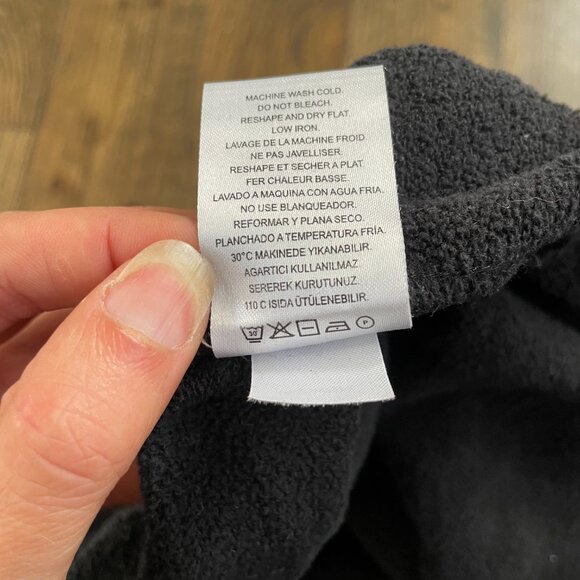 MACHINE WASH COLD.
DO NOT BLEACH.
RESHAPE AND DRY FLAT.
LOW IRON.
LAVAGE DE LA MACHINE FROID.
NE PAS JAVELLISER.
RESHAPE ET SECHER A PLAT.
FER CHALEUR BASSE.
LAVADO A MAQUINA CON AGUA FRIA.
NO USE BLANQUEADOR.
REFORMAR Y PLANA SECO.
PLANCHADO A TEMPERATURA FRÍA.
30°C MAKINEDE YIKANABILIR.
AGARTICI KULLANILMAZ.
SEREREK KURUTUNUZ.
110 C ISIDA ÜTÜLENEBILIR.
30 P